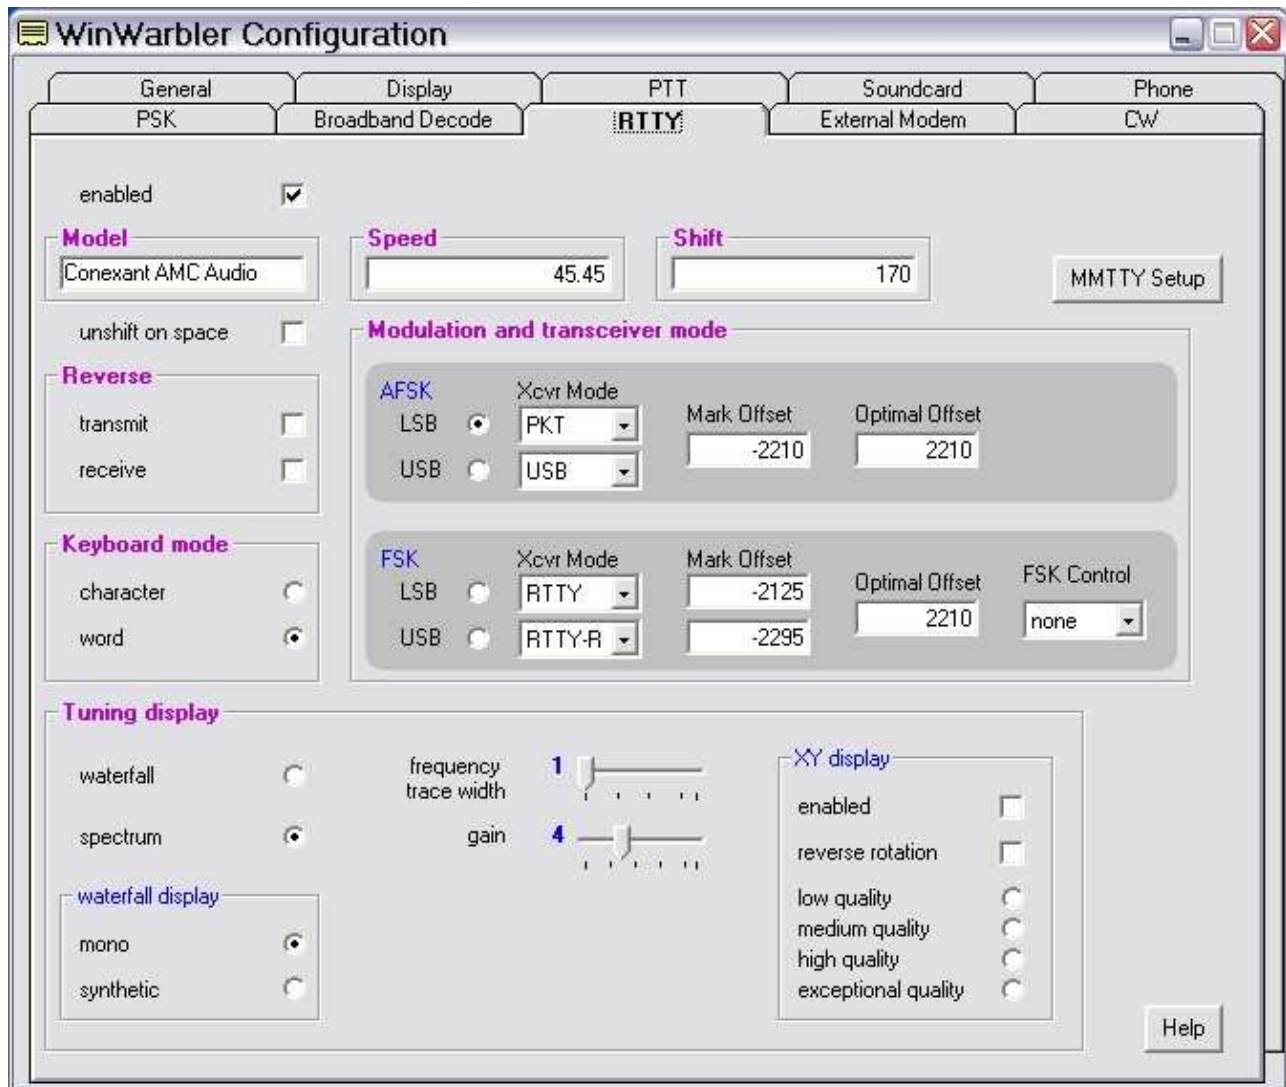 WinWarbler Configuration
General Display PTT Soundcard Phone
PSK Broadband Decode RTTY External Modem CW
enabled
Model
Conexant AMC Audio
Speed
45.45
Shift
170
MMTTY Setup
unshift on space
Reverse
transmit
receive
Keyboard mode
character
word
Modulation and transceiver mode
AFSK Xcvr Mode Mark Offset Optimal Offset
LSB PKT
-2210 2210
USB USB
FSK Xcvr Mode Mark Offset Optimal Offset FSK Control
LSB RTTY -2125
2210 none
USB RTTY-R -2295
Tuning display
waterfall
spectrum
frequency trace width 1
gain 4
waterfall display
mono
synthetic
XY display
enabled
reverse rotation
low quality
medium quality
high quality
exceptional quality
Help